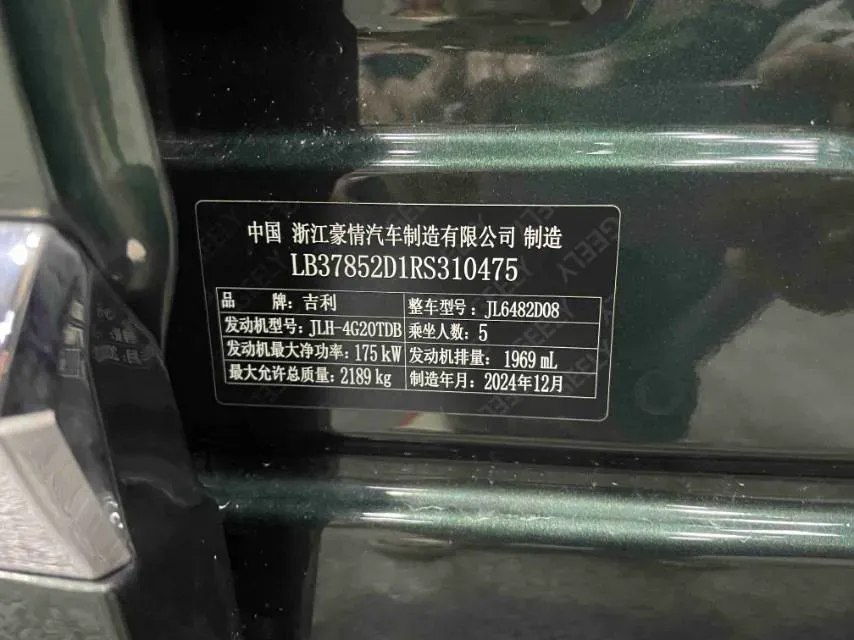 中国 浙江豪情汽车制造有限公司 制造
LB37852D1RS310475
品 牌: 吉利 整车型号: JL6482D08
发动机型号: JLH-4G20TDB 乘坐人数: 5
发动机最大净功率: 175 kW 发动机排量: 1969 mL
最大允许总质量: 2189 kg 制造年月: 2024年12月
GEELY
GEELY
GEELY